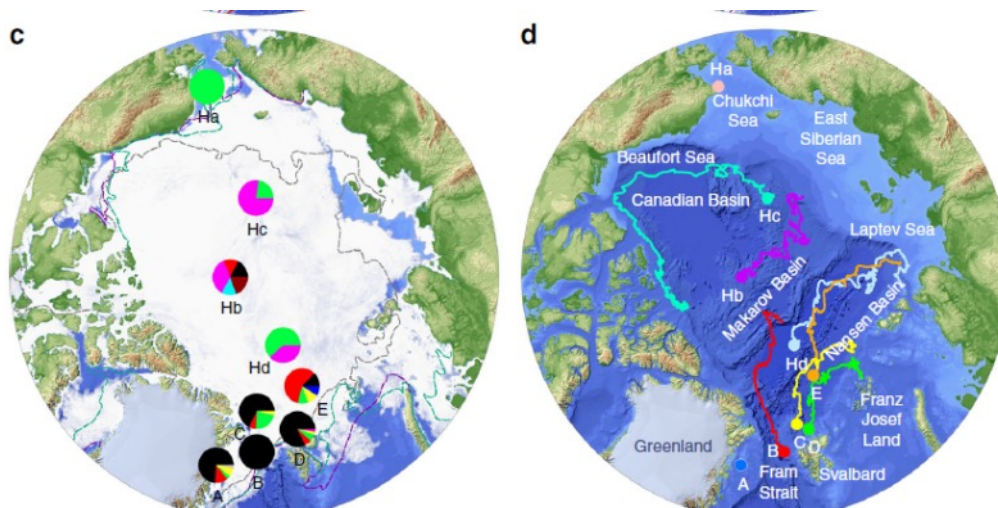 c
Ha
Hc
Hb
Hd
E
C
D
B
A
d
Ha
Chukchi
Sea
East
Siberian
Sea
Beaufort Sea
Canadian Basin
Hc
Laptev Sea
Hb
Makarov Basin
Nansen Basin
Hd
E
Franz
Josef
Land
C
D
B
Greenland
A
Fram
Strait
Svalbard